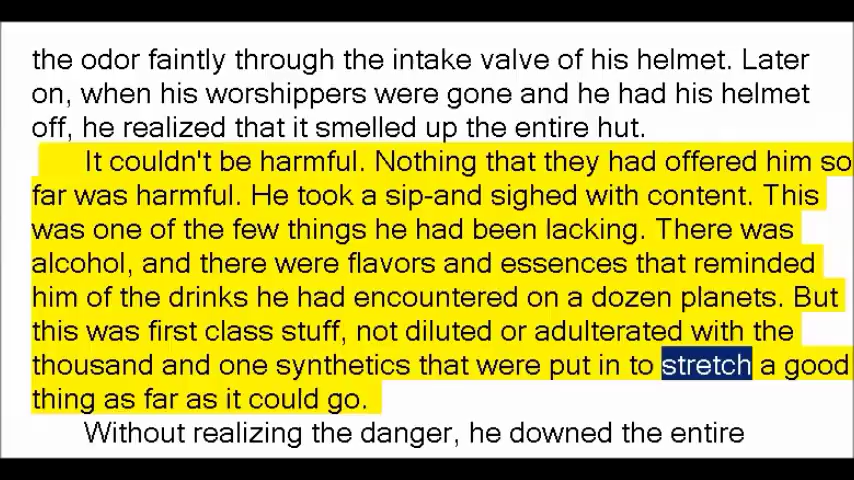 the odor faintly through the intake valve of his helmet. Later
on, when his worshippers were gone and he had his helmet
off, he realized that it smelled up the entire hut.
It couldn't be harmful. Nothing that they had offered him so
far was harmful. He took a sip-and sighed with content. This
was one of the few things he had been lacking. There was
alcohol, and there were flavors and essences that reminded
him of the drinks he had encountered on a dozen planets. But
this was first class stuff, not diluted or adulterated with the
thousand and one synthetics that were put in to stretch a good
thing as far as it could go.
Without realizing the danger, he downed the entire